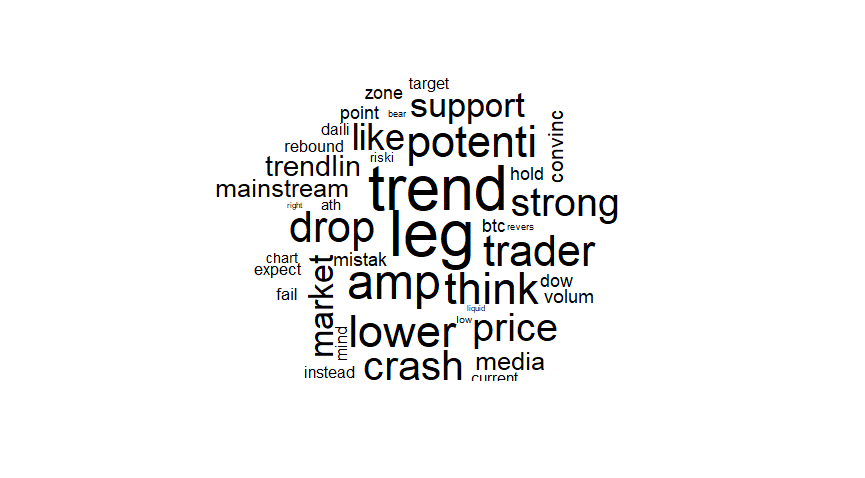 target
zone
support
point
bear
daili
like
potenti
convinc
rebound
riski
trendlin
hold
mainstream
trend
strong
right
ath
drop
leg
btc
revers
trader
chart
mistak
expect
market
amp
think
dow
fail
volum
liquid
mind
lower
low
price
instead
crash
media
current